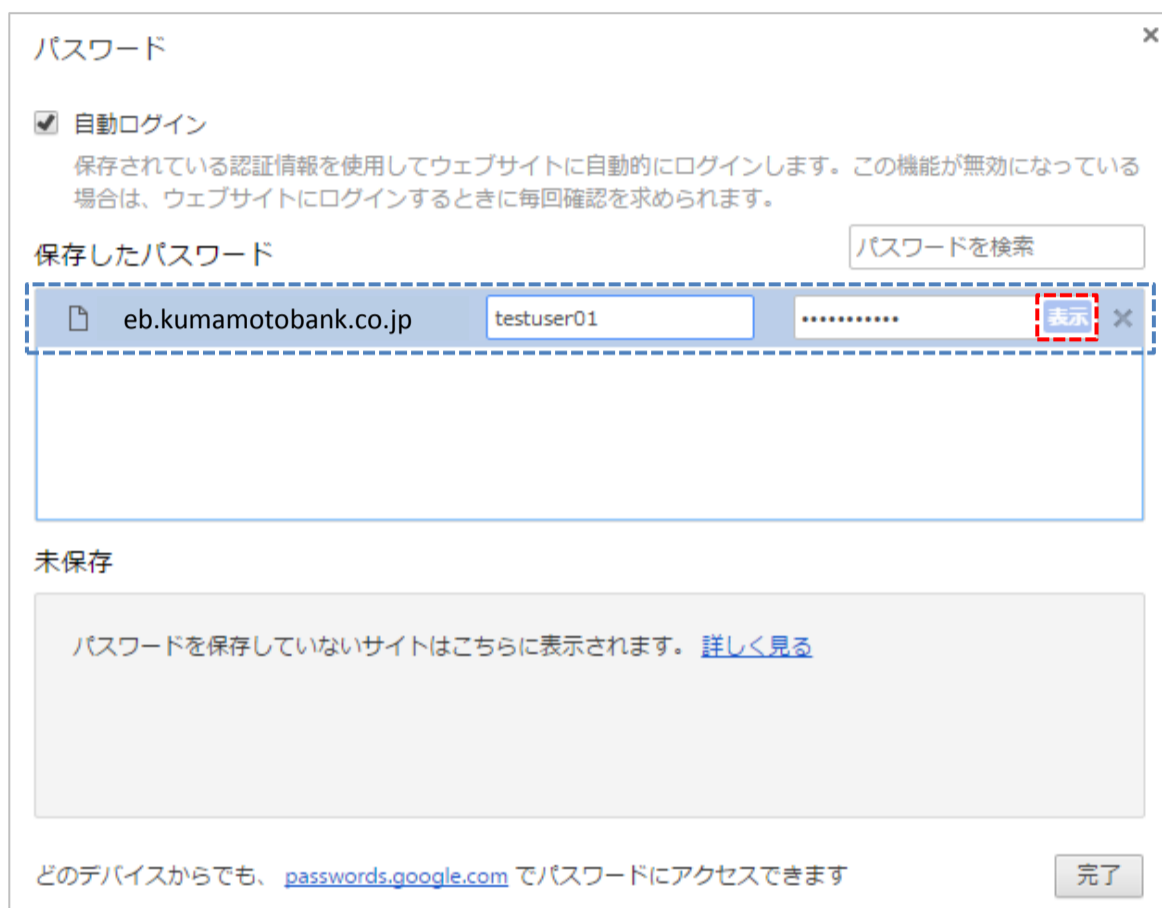 パスワード
自動ログイン
保存されている認証情報を使用してウェブサイトに自動的にログインします。この機能が無効になっている
場合は、ウェブサイトにログインするときに毎回確認を求められます。
保存したパスワード
パスワードを検索
eb.kumamotobank.co.jp testuser01 ••••••••••• 表示
未保存
パスワードを保存していないサイトはこちらに表示されます。 詳しく見る
どのデバイスからでも、 passwords.google.com でパスワードにアクセスできます
完了